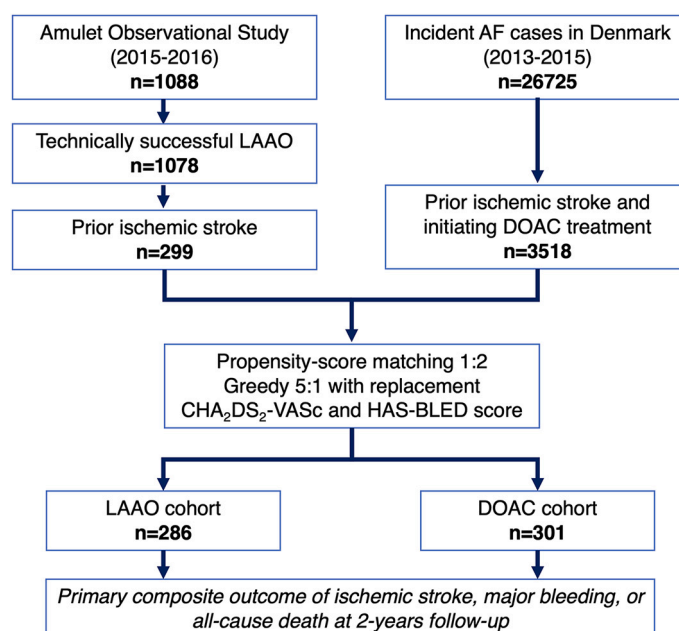 Amulet Observational Study
(2015-2016)
n=1088
Incident AF cases in Denmark
(2013-2015)
n=26725
Technically successful LAAO
n=1078
Prior ischemic stroke
n=299
Prior ischemic stroke and
initiating DOAC treatment
n=3518
Propensity-score matching 1:2
Greedy 5:1 with replacement
CHA₂DS₂-VASc and HAS-BLED score
LAAO cohort
n=286
DOAC cohort
n=301
Primary composite outcome of ischemic stroke, major bleeding, or
all-cause death at 2-years follow-up